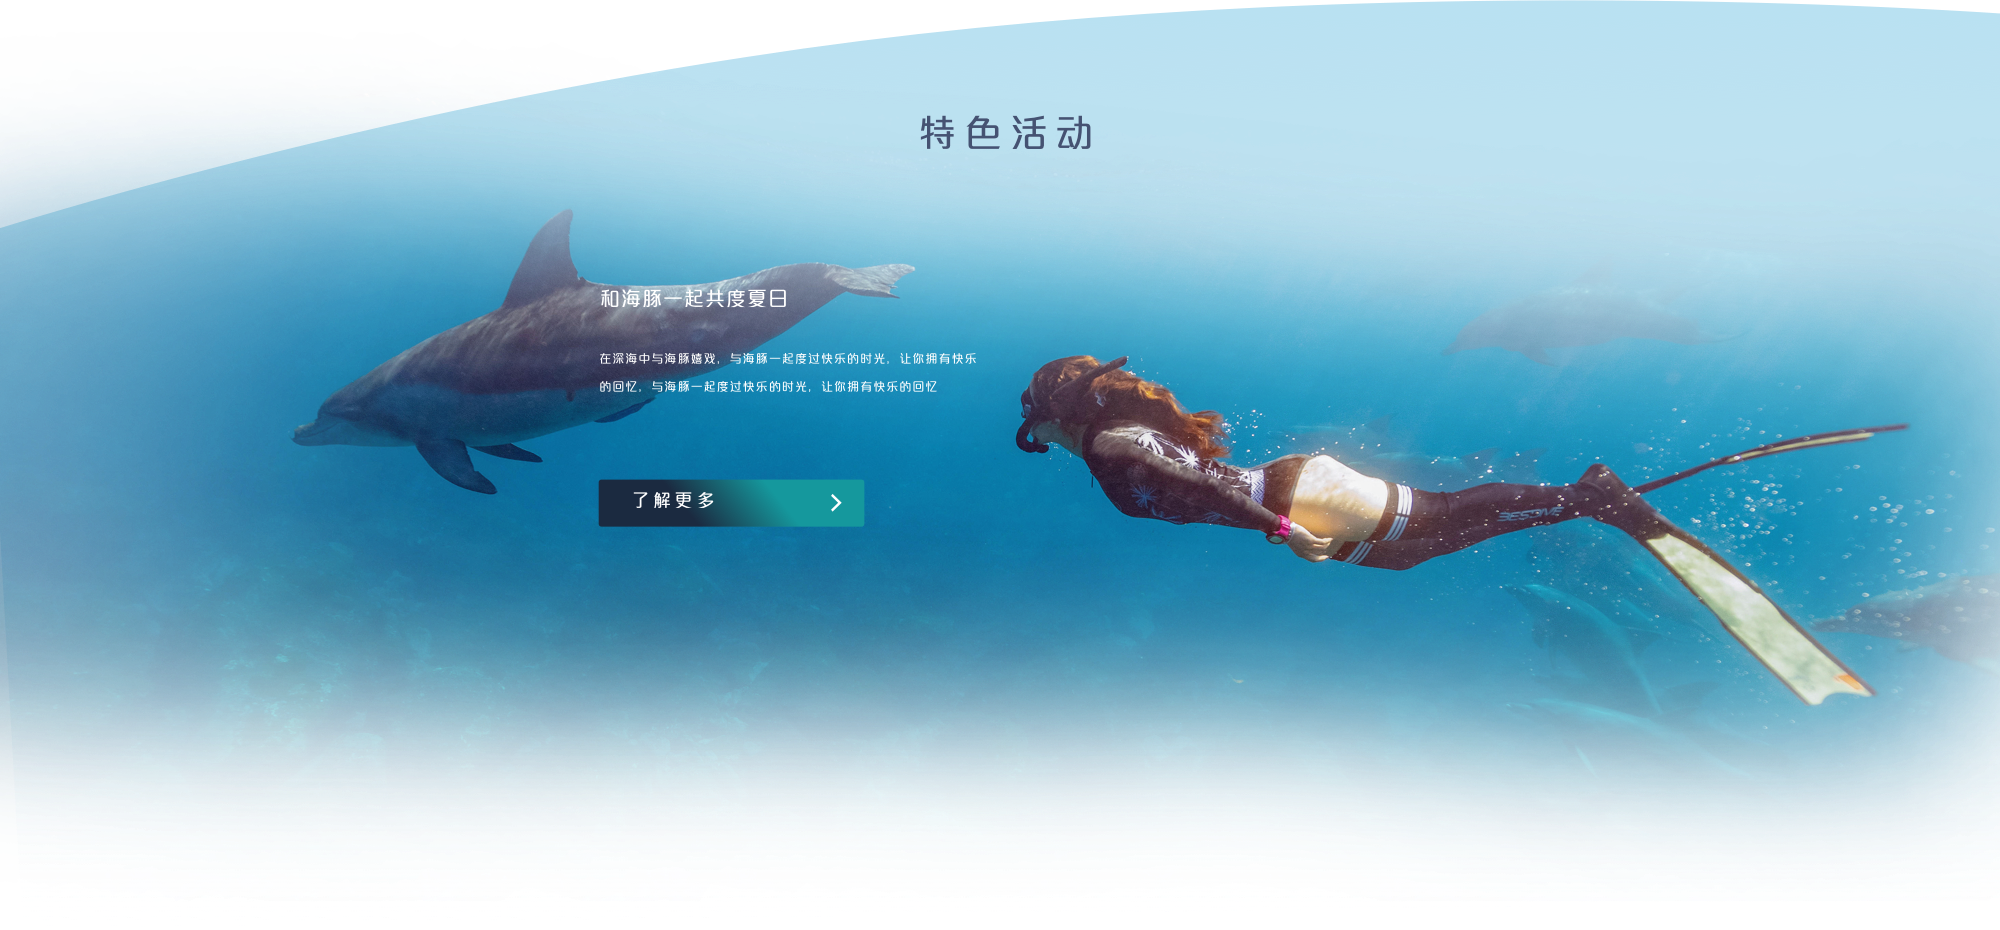 特色活动
和海豚一起共度夏日
在深海中与海豚嬉戏，与海豚一起度过快乐的时光，让你拥有快乐
的回忆，与海豚一起度过快乐的时光，让你拥有快乐的回忆
了解更多
BESTDIVE